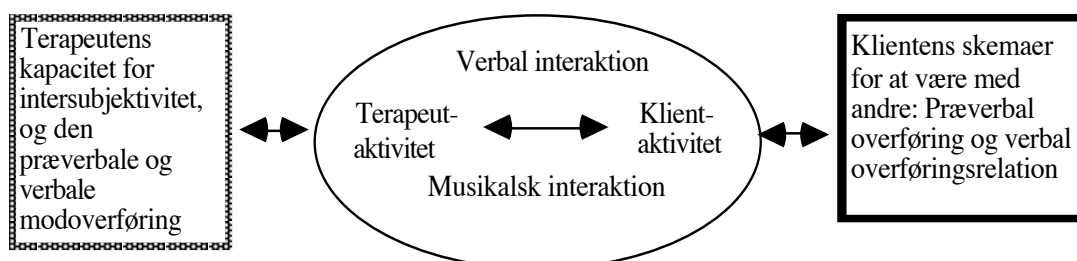 Terapeutens
kapacitet for
intersubjektivitet,
og den
præverbale og
verbale
modoverføring
Verbal interaktion
Terapeut-
aktivitet
Klient-
aktivitet
Musikalsk interaktion
Klientens skemaer
for at være med
andre: Præverbal
overføring og verbal
overføringsrelation